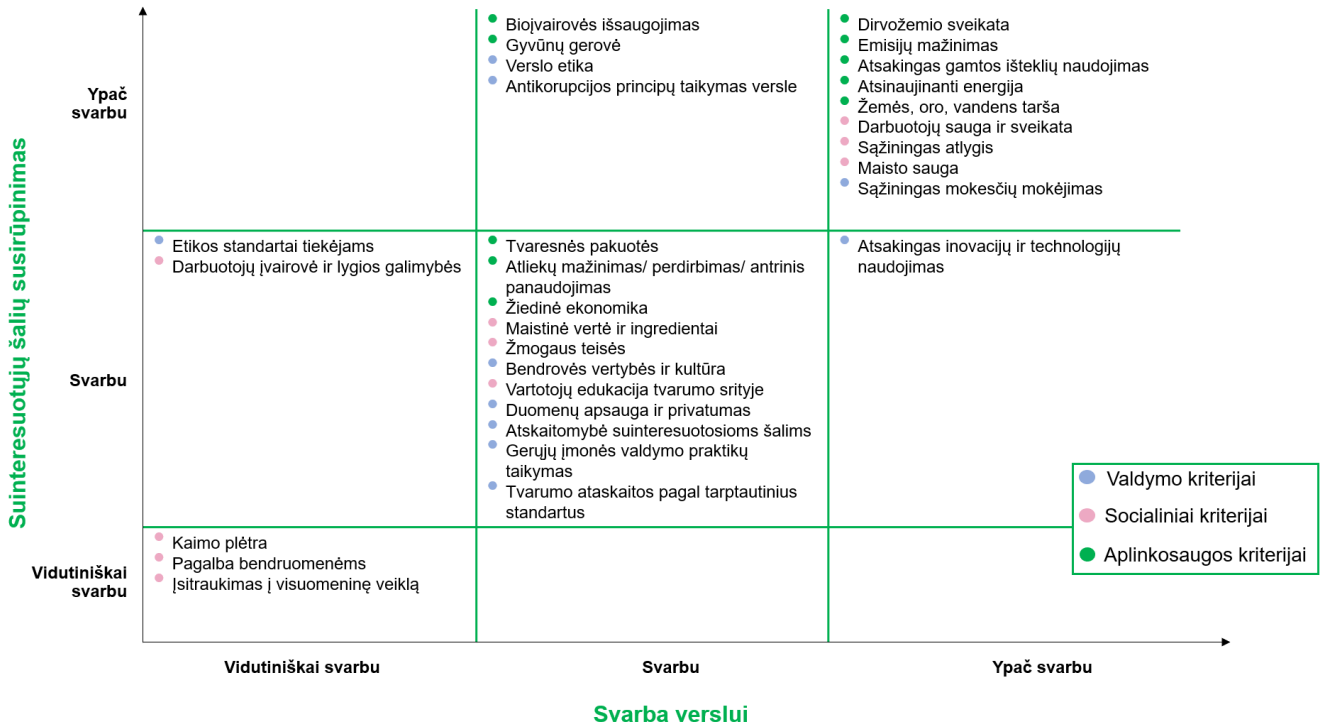 Suinteresuotųjų šalių susirūpinimas
Ypač
svarbu
Bioįvairovės išsaugojimas
Gyvūnų gerovė
Verslo etika
Antikorupcijos principų taikymas versle
Dirvožemio sveikata
Emisijų mažinimas
Atsakingas gamtos išteklių naudojimas
Atsinaujinanti energija
Žemės, oro, vandens tarša
Darbuotojų sauga ir sveikata
Sąžiningas atlygis
Maisto sauga
Sąžiningas mokesčių mokėjimas
Svarbu
Etikos standartai tiekėjams
Darbuotojų įvairovė ir lygios galimybės
Tvaresnės pakuotės
Atliekų mažinimas/ perdirbimas/ antrinis
panaudojimas
Žiedinė ekonomika
Maistinė vertė ir ingredientai
Žmogaus teisės
Bendrovės vertybės ir kultūra
Vartotojų edukacija tvarumo srityje
Duomenų apsauga ir privatumas
Atskaitomybė suinteresuotosioms šalims
Gerųjų įmonės valdymo praktikų
taikymas
Tvarumo ataskaitos pagal tarptautinius
standartus
Atsakingas inovacijų ir technologijų
naudojimas
Vidutiniškai
svarbu
Kaimo plėtra
Pagalba bendruomenėms
Įsitraukimas į visuomeninę veiklą
Valdymo kriterijai
Socialiniai kriterijai
Aplinkosaugos kriterijai
Vidutiniškai svarbu
Svarbu
Ypač svarbu
Svarba verslui